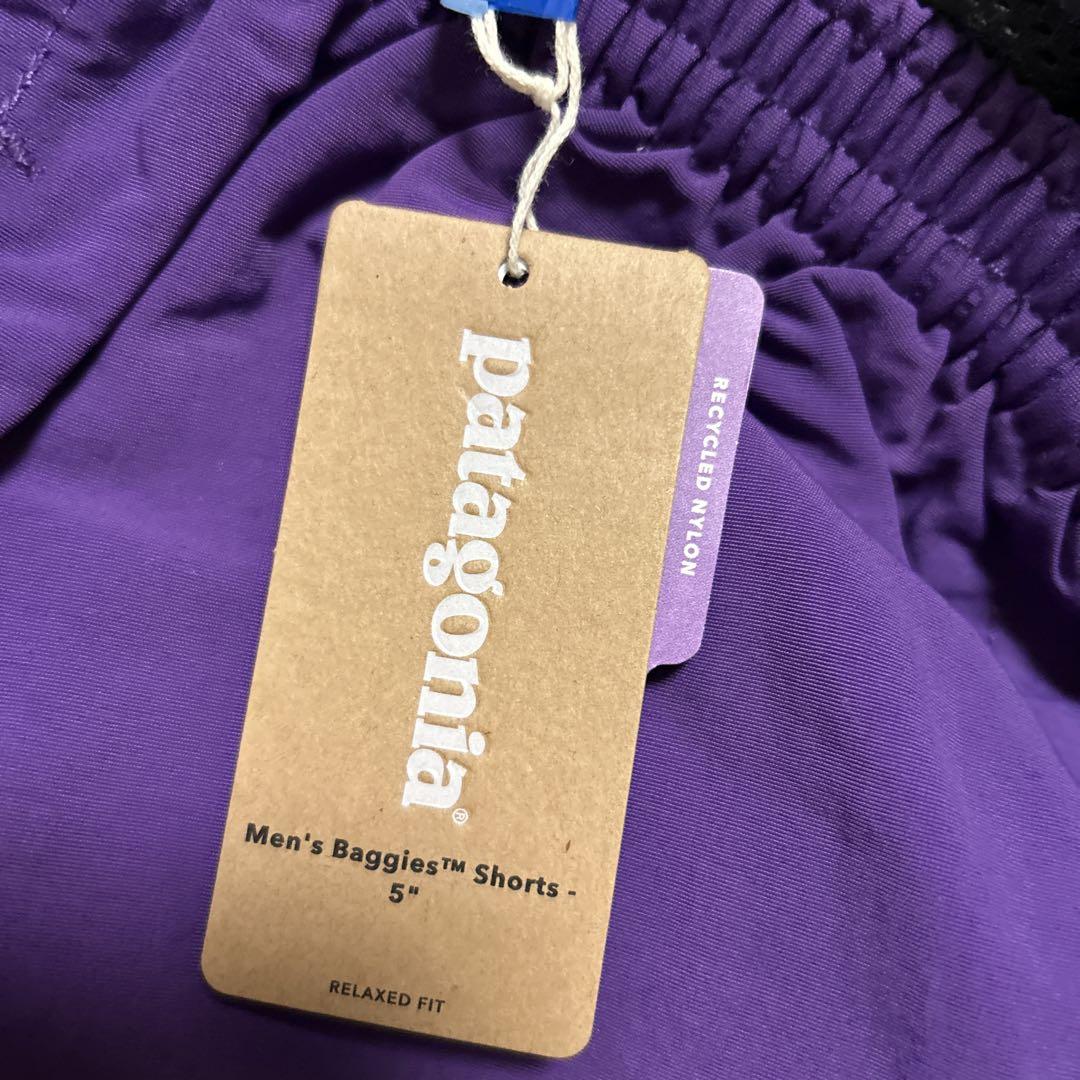 patagonia®
Men's Baggies™ Shorts -
5"
RELAXED FIT
RECYCLED NYLON